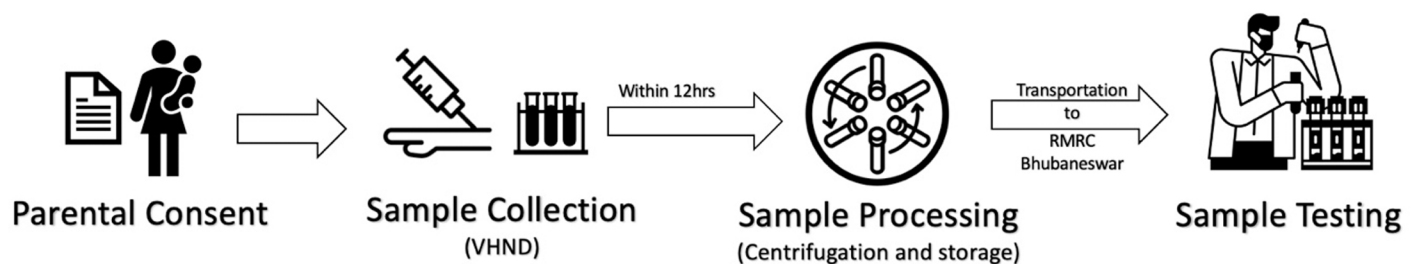 Parental Consent
Sample Collection
(VHND)
Within 12hrs
Sample Processing
(Centrifugation and storage)
Transportation
to
RMRC
Bhubaneswar
Sample Testing